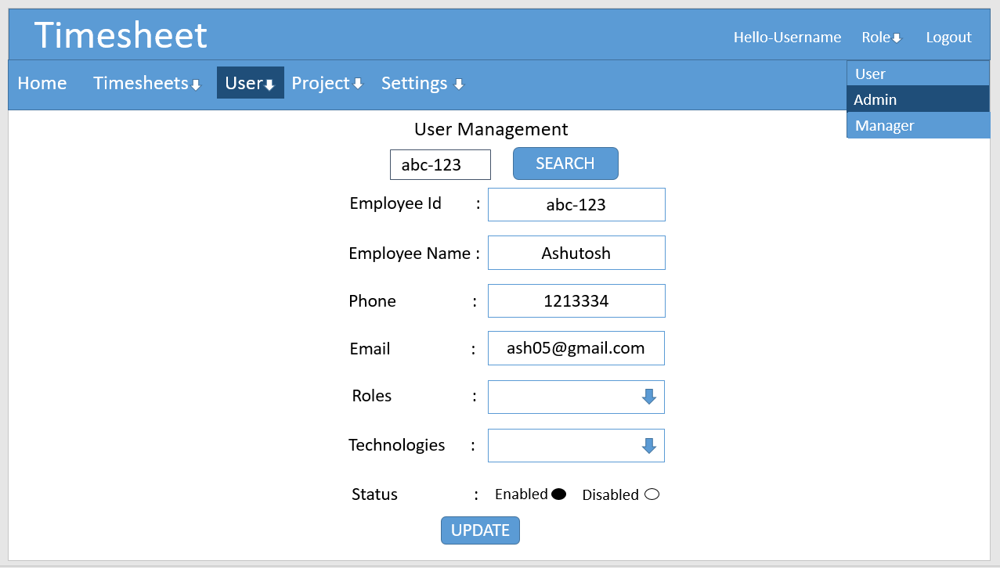 Timesheet
Hello-Username Role Logout
Home Timesheets User Project Settings
User
Admin
Manager
User Management
abc-123 SEARCH
Employee Id : abc-123
Employee Name : Ashutosh
Phone : 1213334
Email : ash05@gmail.com
Roles :
Technologies :
Status : Enabled Disabled
UPDATE